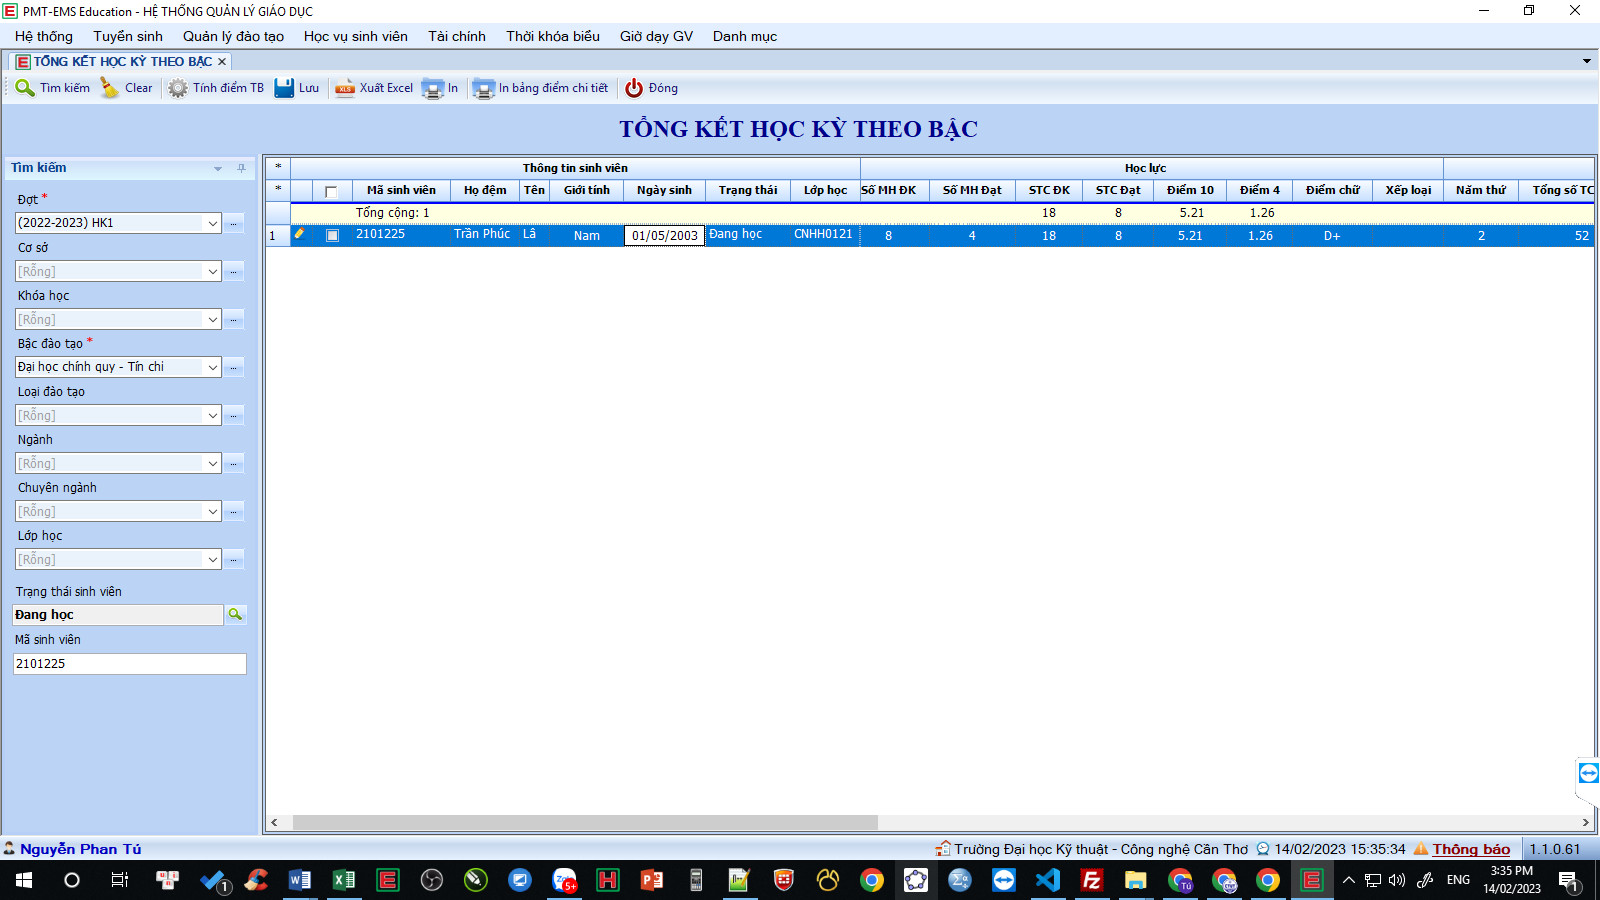 PMT-EMS Education - HỆ THỐNG QUẢN LÝ GIÁO DỤC
Hệ thống Tuyển sinh Quản lý đào tạo Học vụ sinh viên Tài chính Thời khóa biểu Giờ dạy GV Danh mục
TỔNG KẾT HỌC KỲ THEO BẬC
Tìm kiếm Clear Tính điểm TB Lưu Xuất Excel In In bảng điểm chi tiết Đóng
TỔNG KẾT HỌC KỲ THEO BẬC
Tìm kiếm
Đợt *
(2022-2023) HK1
Cơ sở
[Rỗng]
Khóa học
[Rỗng]
Bậc đào tạo *
Đại học chính quy - Tín chỉ
Loại đào tạo
[Rỗng]
Ngành
[Rỗng]
Chuyên ngành
[Rỗng]
Lớp học
[Rỗng]
Trạng thái sinh viên
Đang học
Mã sinh viên
2101225
* Thông tin sinh viên Học lực
* Mã sinh viên Họ đệm Tên Giới tính Ngày sinh Trạng thái Lớp học Số MH ĐK Số MH Đạt STC ĐK STC Đạt Điểm 10 Điểm 4 Điểm chữ Xếp loại Năm thứ Tổng số TC
Tổng cộng: 1 18 8 5.21 1.26
1 2101225 Trần Phúc Lâ Nam 01/05/2003 Đang học CNHH0121 8 4 18 8 5.21 1.26 D+ 2 52
Nguyễn Phan Tú Trường Đại học Kỹ thuật - Công nghệ Cần Thơ 14/02/2023 15:35:34 Thông báo 1.1.0.61
ENG 3:35 PM
14/02/2023